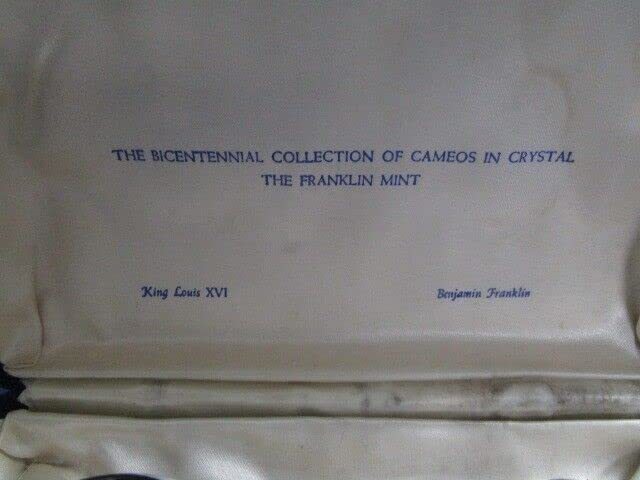 THE BICENTENNIAL COLLECTION OF CAMEOS IN CRYSTAL
THE FRANKLIN MINT
King Louis XVI Benjamin Franklin